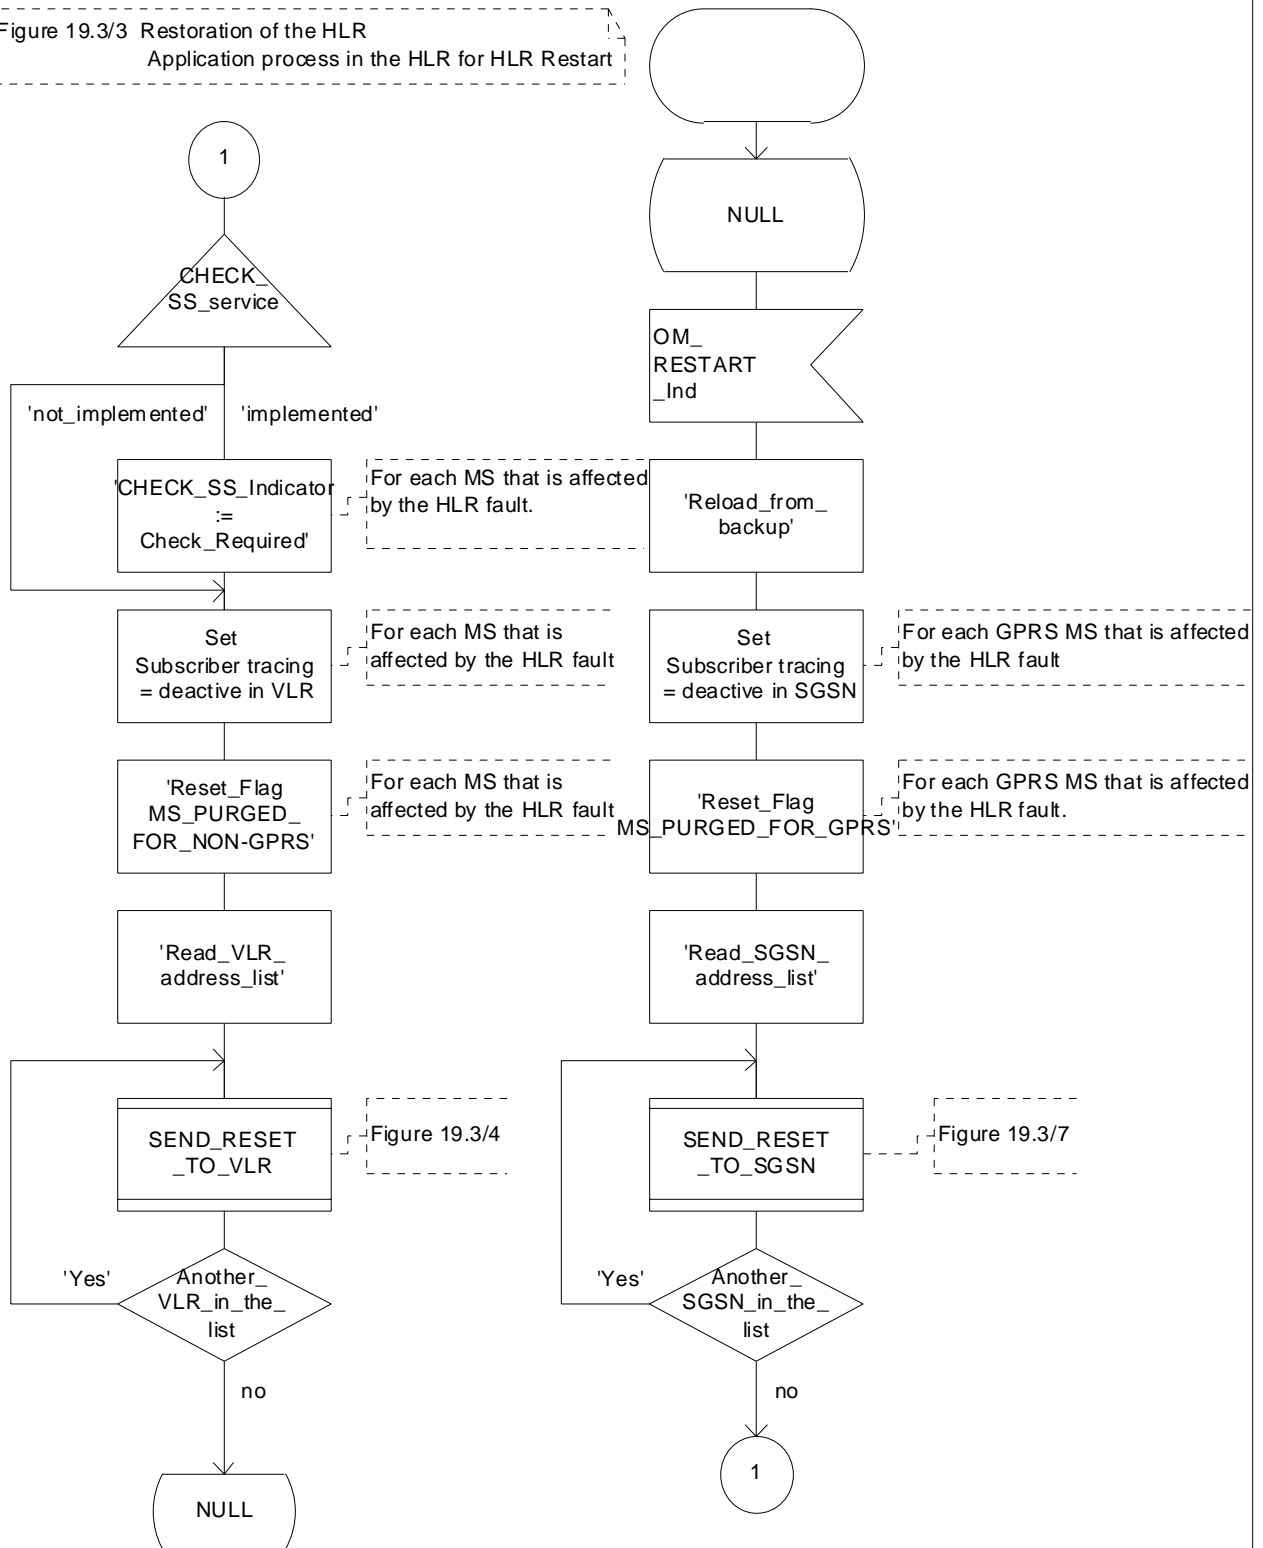 Figure 19.3/3 Restoration of the HLR
Application process in the HLR for HLR Restart
1
CHECK_
SS_service
'not_implemented'
'implemented'
'CHECK_SS_Indicator
:=
Check_Required'
For each MS that is affected
by the HLR fault.
Set
Subscriber tracing
= deactive in VLR
For each MS that is
affected by the HLR fault
'Reset_Flag
MS_PURGED_
FOR_NON-GPRS'
For each MS that is
affected by the HLR fault
'Read_VLR_
address_list'
SEND_RESET
_TO_VLR
Figure 19.3/4
'Yes'
Another_
VLR_in_the_
list
no
NULL
NULL
OM_
RESTART
_Ind
'Reload_from_
backup'
Set
Subscriber tracing
= deactive in SGSN
For each GPRS MS that is affected
by the HLR fault
'Reset_Flag
MS_PURGED_FOR_GPRS'
For each GPRS MS that is affected
by the HLR fault.
'Read_SGSN_
address_list'
SEND_RESET
_TO_SGSN
Figure 19.3/7
'Yes'
Another_
SGSN_in_the_
list
no
1